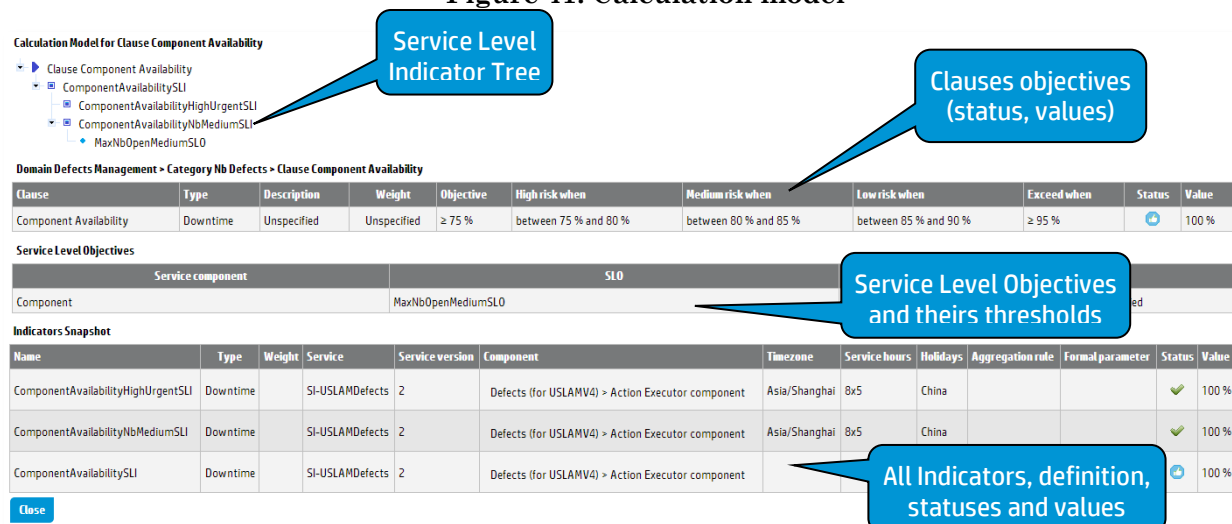 Figure 41: Calculation model
Calculation Model for Clause Component Availability
Clause Component Availability
ComponentAvailabilitySLI
ComponentAvailabilityHighUrgentSLI
ComponentAvailabilityNbMediumSLI
MaxNbOpenMediumSLO
Service Level
Indicator Tree
Clauses objectives
(status, values)
Domain Defects Management > Category Nb Defects > Clause Component Availability
Clause Type Description Weight Objective High risk when Medium risk when Low risk when Exceed when Status Value
Component Availability Downtime Unspecified Unspecified ≥ 75 % between 75 % and 80 % between 80 % and 85 % between 85 % and 90 % ≥ 95 % 100 %
Service Level Objectives
Service component SLO
Component MaxNbOpenMediumSLO ed
Service Level Objectives
and theirs thresholds
Indicators Snapshot
Name Type Weight Service Service version Component Timezone Service hours Holidays Aggregation rule Formal parameter Status Value
ComponentAvailabilityHighUrgentSLI Downtime SI-USLAMDefects 2 Defects (for USLAMV4) > Action Executor component Asia/Shanghai 8x5 China 100 %
ComponentAvailabilityNbMediumSLI Downtime SI-USLAMDefects 2 Defects (for USLAMV4) > Action Executor component Asia/Shanghai 8x5 China 100 %
ComponentAvailabilitySLI Downtime SI-USLAMDefects 2 Defects (for USLAMV4) > Action Executor component 100 %
All Indicators, definition,
statuses and values
Close